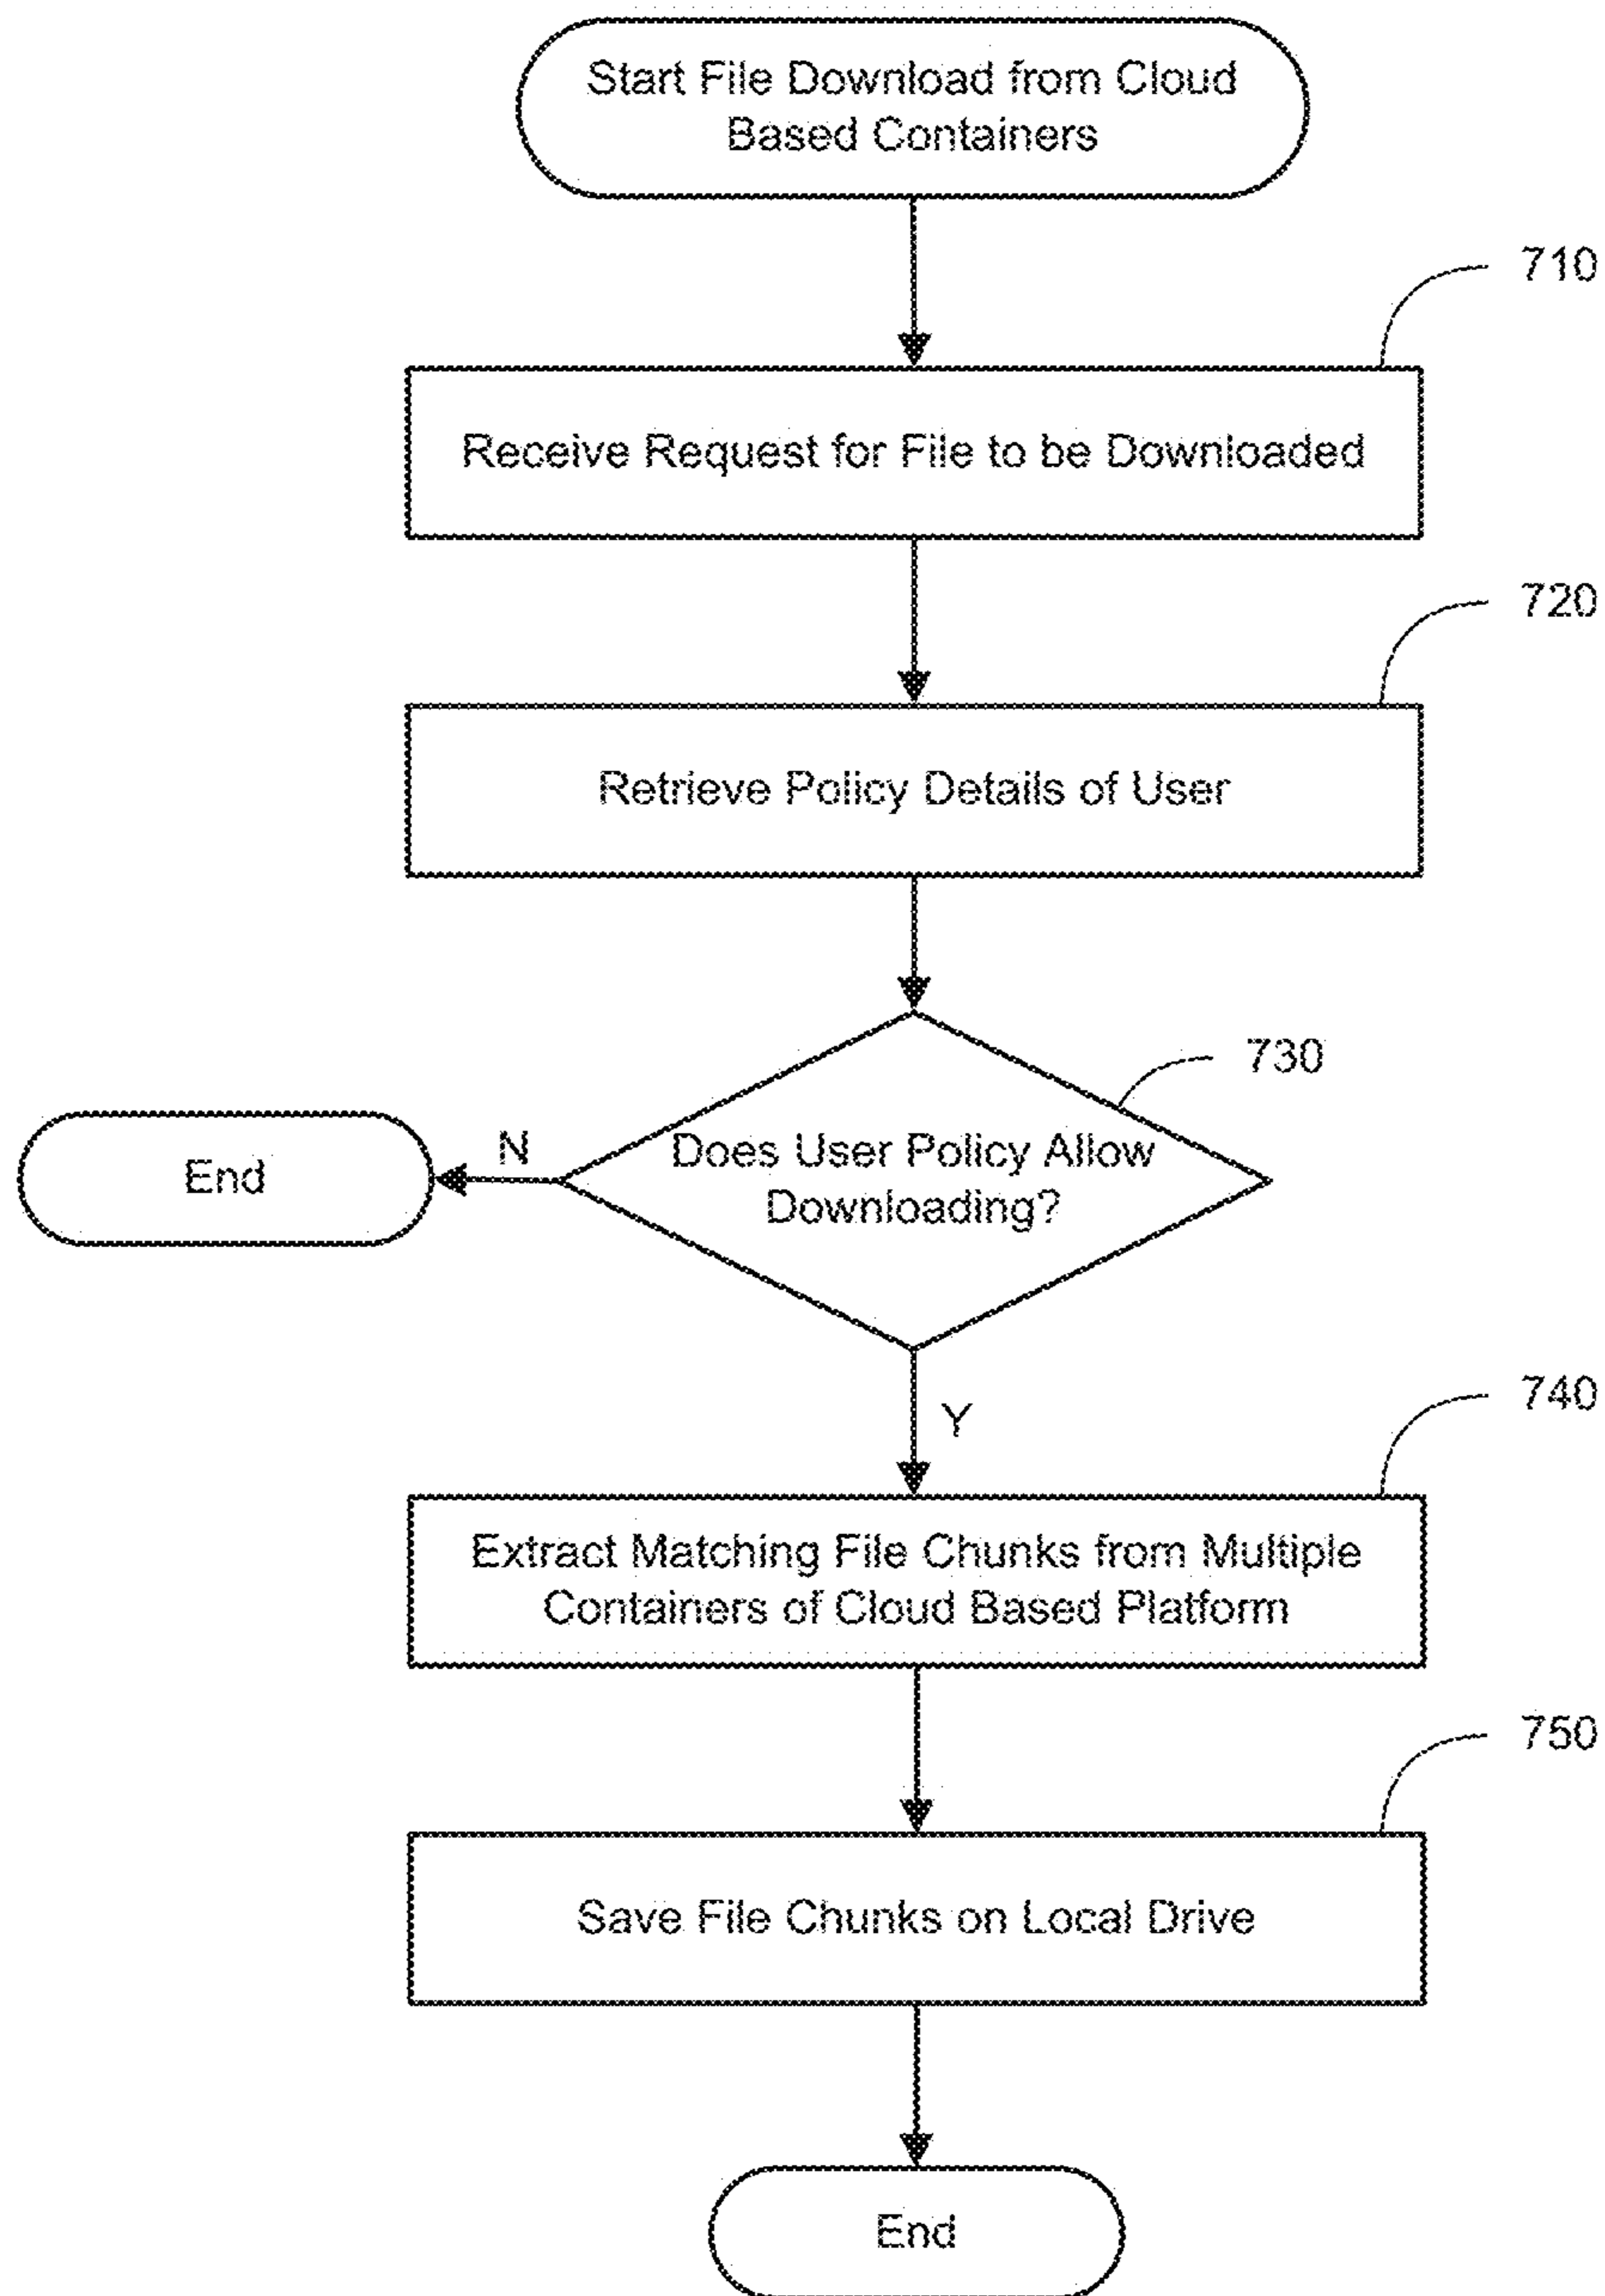 Start File Download from Cloud
Based Containers
710
Receive Request for File to be Downloaded
720
Retrieve Policy Details of User
730
Does User Policy Allow
Downloading?
N
End
Y
740
Extract Matching File Chunks from Multiple
Containers of Cloud Based Platform
750
Save File Chunks on Local Drive
End